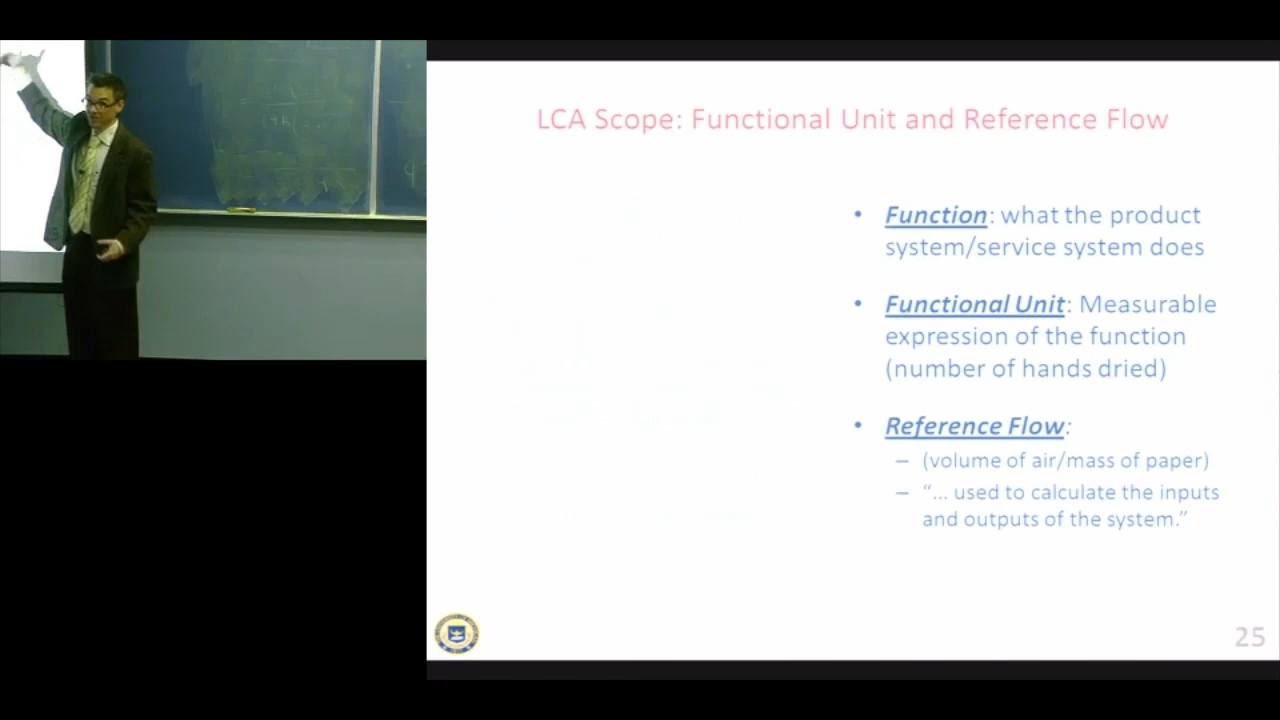 LCA Scope: Functional Unit and Reference Flow
• Function: what the product
system/service system does
• Functional Unit: Measurable
expression of the function
(number of hands dried)
• Reference Flow:
– (volume of air/mass of paper)
– “... used to calculate the inputs
and outputs of the system.”
25